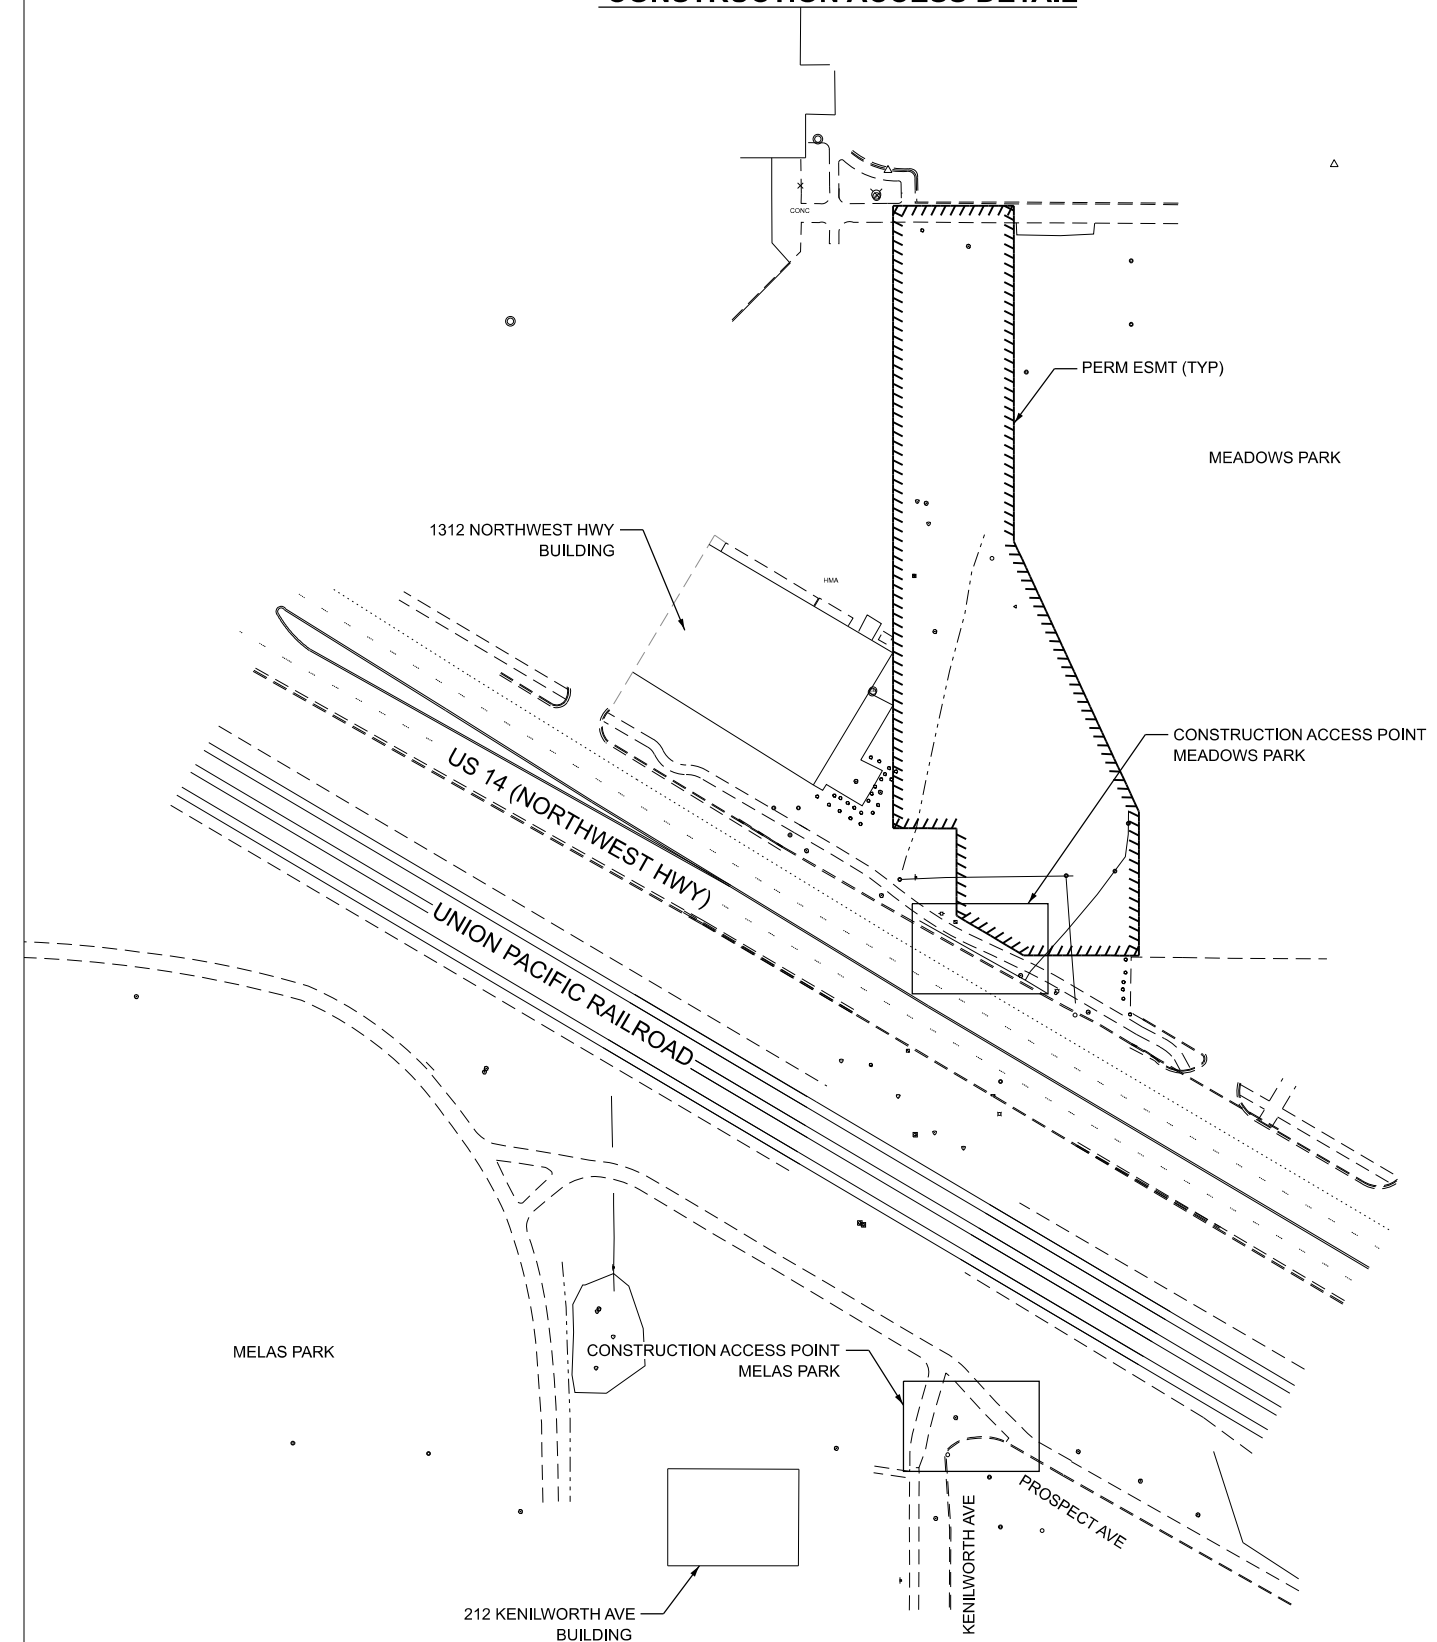 CONSTRUCTION ACCESS DETAIL
CONC
PERM ESMT (TYP)
MEADOWS PARK
1312 NORTHWEST HWY
BUILDING
HMA
CONSTRUCTION ACCESS POINT
MEADOWS PARK
US 14 (NORTHWEST HWY)
UNION PACIFIC RAILROAD
MELAS PARK
CONSTRUCTION ACCESS POINT
MELAS PARK
PROSPECT AVE
KENILWORTH AVE
212 KENILWORTH AVE
BUILDING